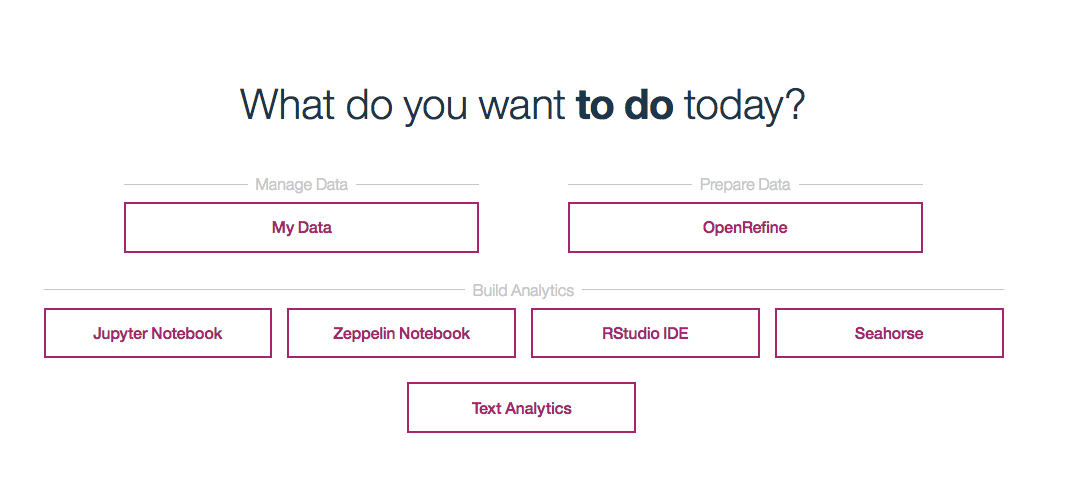 What do you want to do today?
Manage Data
My Data
Prepare Data
OpenRefine
Build Analytics
Jupyter Notebook
Zeppelin Notebook
RStudio IDE
Seahorse
Text Analytics